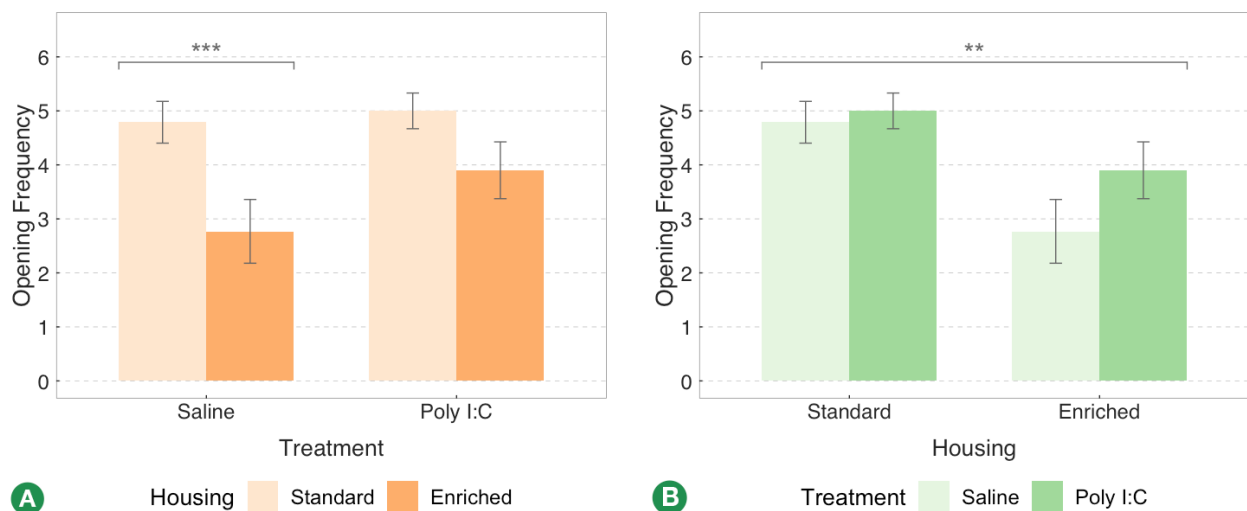 ***
6
5
4
3
2
1
0
Opening Frequency
Saline Poly I:C
Treatment
A Housing Standard Enriched
**
6
5
4
3
2
1
0
Opening Frequency
Standard Enriched
Housing
B Treatment Saline Poly I:C